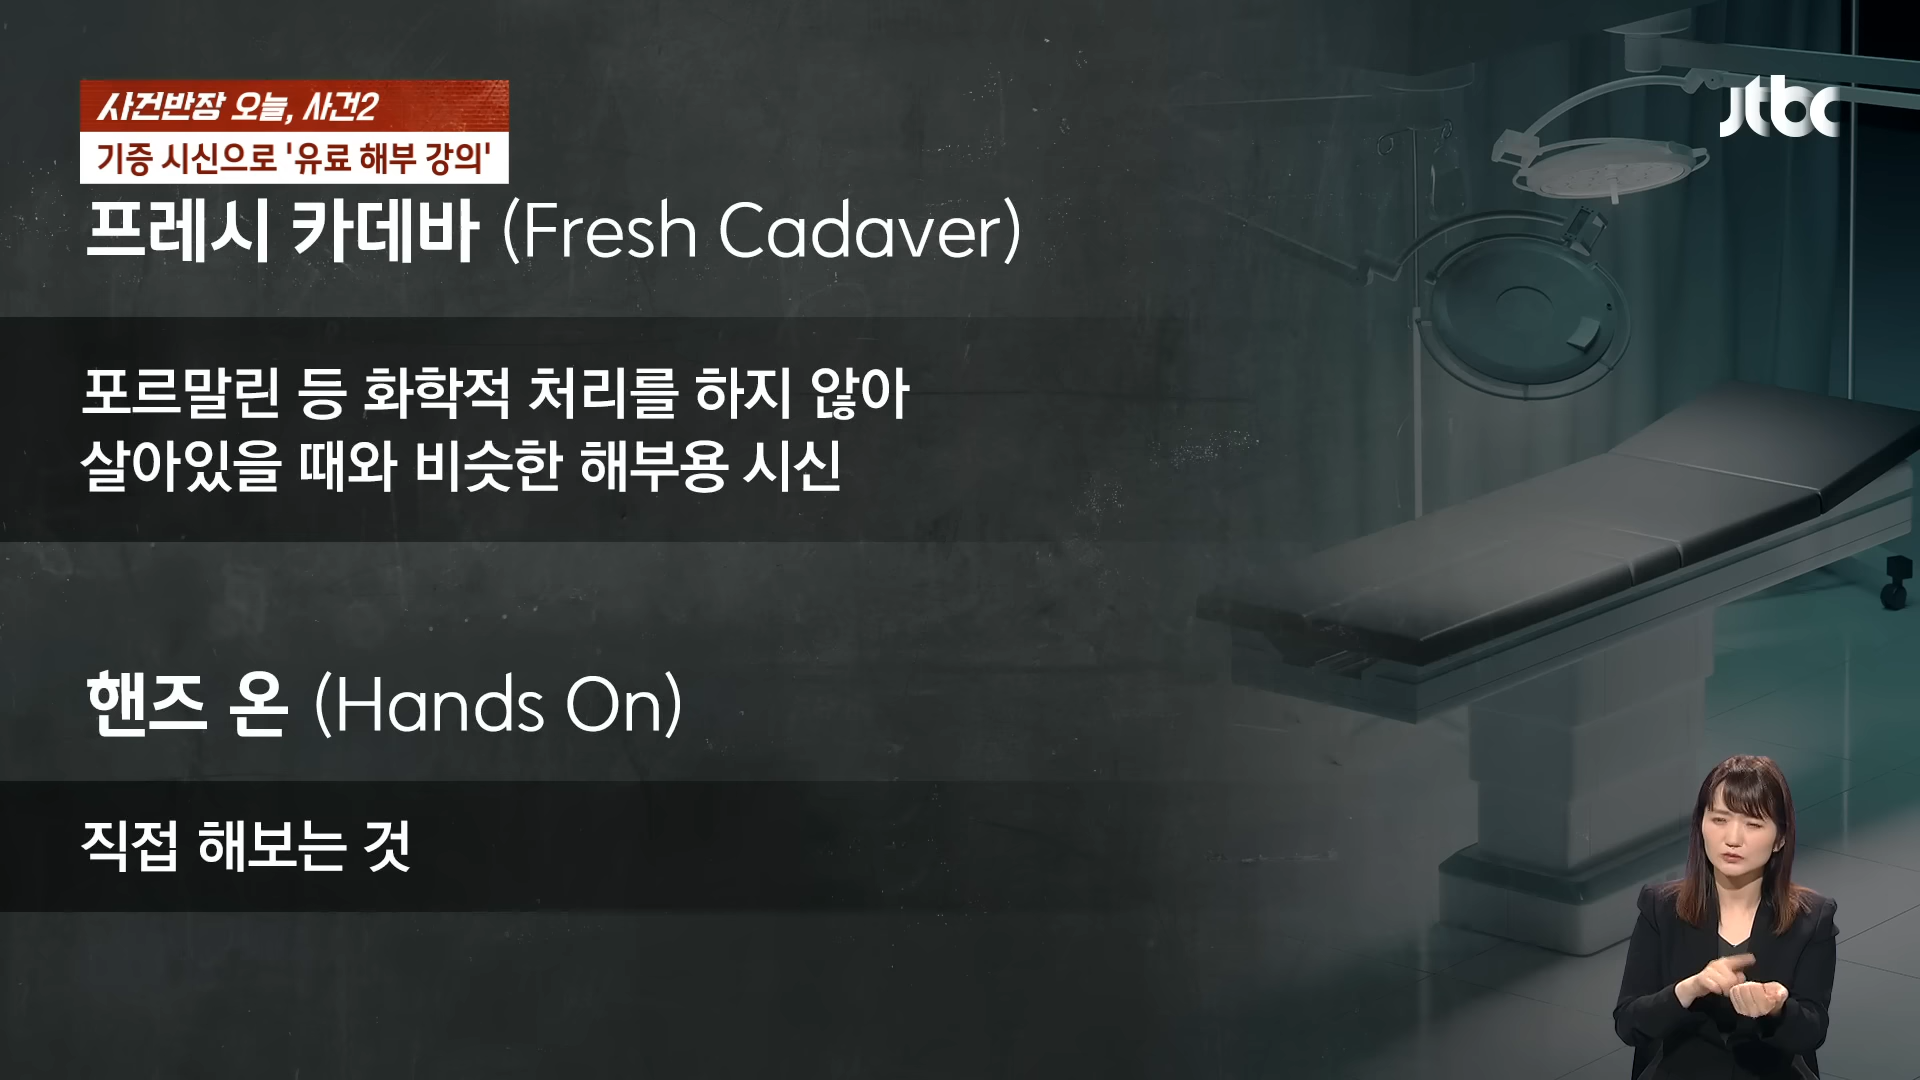 사건반장 오늘, 사건2
jtbc
기증 시신으로 '유료 해부 강의'
프레시 카데바 (Fresh Cadaver)
포르말린 등 화학적 처리를 하지 않아
살아있을 때와 비슷한 해부용 시신
핸즈 온 (Hands On)
직접 해보는 것